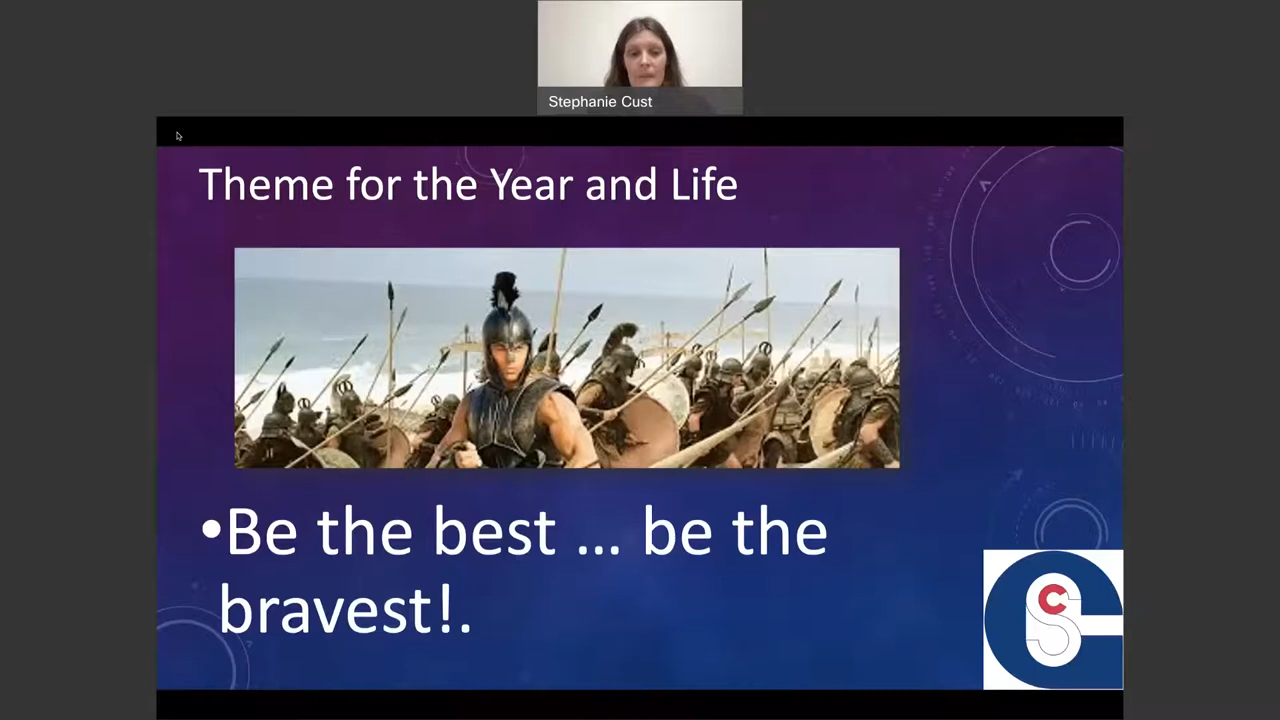 Stephanie Cust
Theme for the Year and Life
•Be the best ... be the
bravest!.
C
S
C